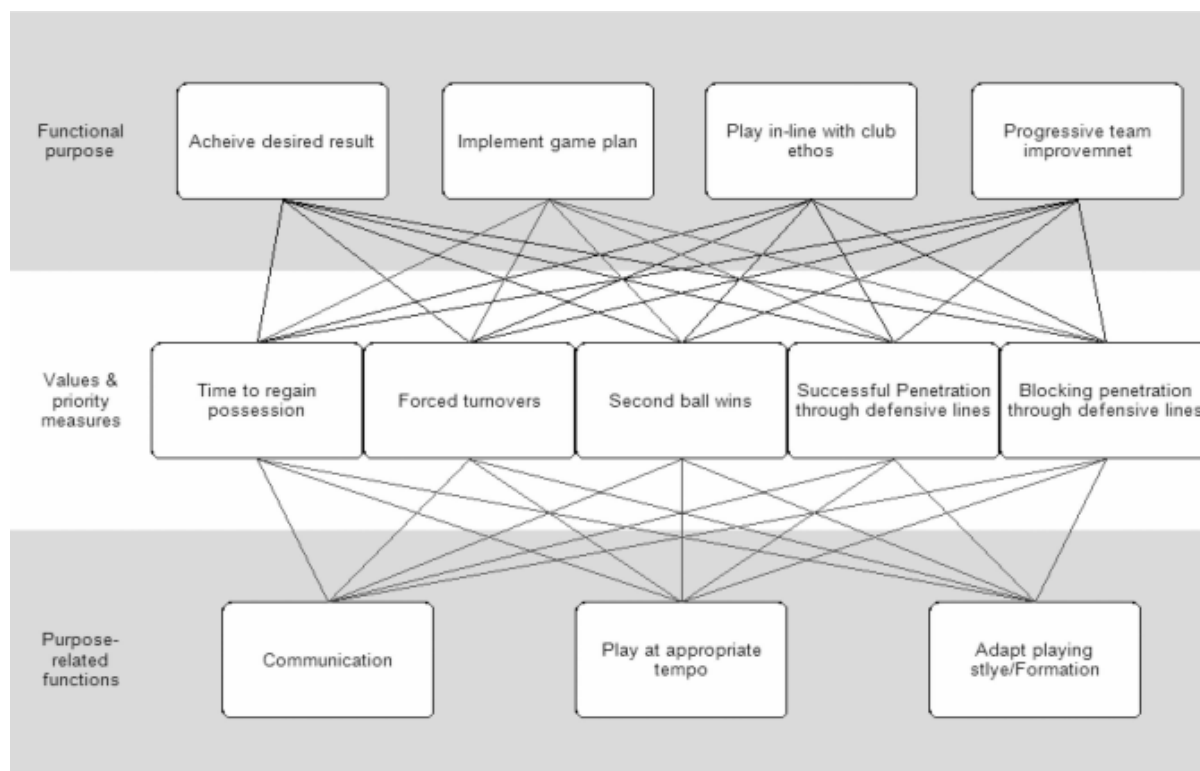 Functional
purpose
Acheive desired result
Implement game plan
Play in-line with club
ethos
Progressive team
improvemnet
Values &
priority
measures
Time to regain
possession
Forced turnovers
Second ball wins
Successful Penetration
through defensive lines
Blocking penetration
through defensive lines
Purpose-
related
functions
Communication
Play at appropriate
tempo
Adapt playing
stlye/Formation